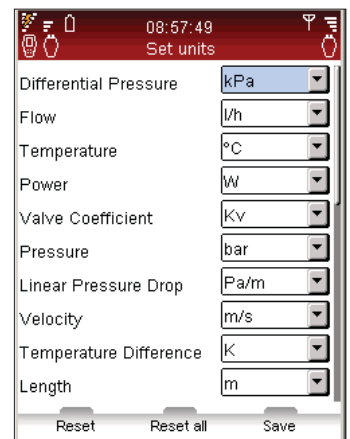 08:57:49
Set units
Differential Pressure kPa
Flow l/h
Temperature °C
Power W
Valve Coefficient Kv
Pressure bar
Linear Pressure Drop Pa/m
Velocity m/s
Temperature Difference K
Length m
Reset Reset all Save